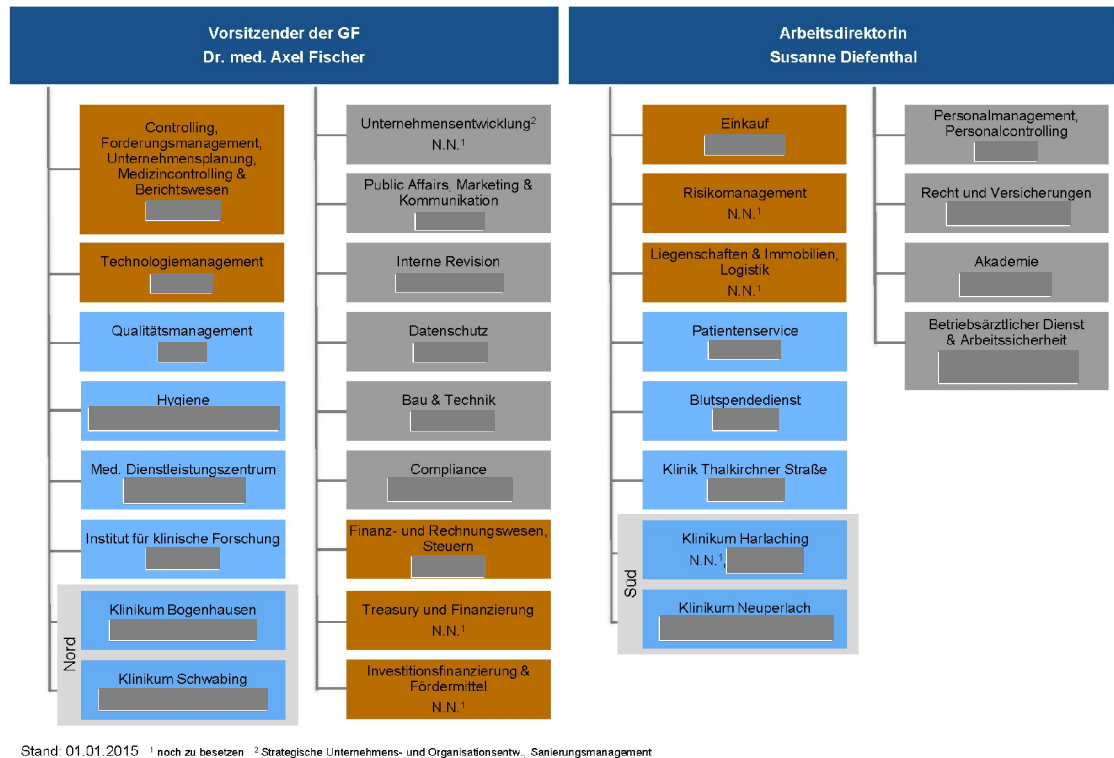 Vorsitzender der GF
Dr. med. Axel Fischer
Controlling,
Forderungsmanagement,
Unternehmensplanung,
Medizincontrolling &
Berichtswesen
Technologiemanagement
Qualitätsmanagement
Hygiene
Med. Dienstleistungszentrum
Institut für klinische Forschung
Nord
Klinikum Bogenhausen
Klinikum Schwabing
Unternehmensentwicklung²
N.N.¹
Public Affairs, Marketing &
Kommunikation
Interne Revision
Datenschutz
Bau & Technik
Compliance
Finanz- und Rechnungswesen,
Steuern
Treasury und Finanzierung
N.N.¹
Investitionsfinanzierung &
Fördermittel
N.N.¹
Arbeitsdirektorin
Susanne Diefenthal
Einkauf
Risikomanagement
N.N.¹
Liegenschaften & Immobilien,
Logistik
N.N.¹
Patientenservice
Blutspendedienst
Klinik Thalkirchner Straße
Süd
Klinikum Harlaching
N.N.¹,
Klinikum Neuperlach
Personalmanagement,
Personalcontrolling
Recht und Versicherungen
Akademie
Betriebsärztlicher Dienst
& Arbeitssicherheit
Stand: 01.01.2015 ¹ noch zu besetzen ² Strategische Unternehmens- und Organisationsentw., Sanierungsmanagement